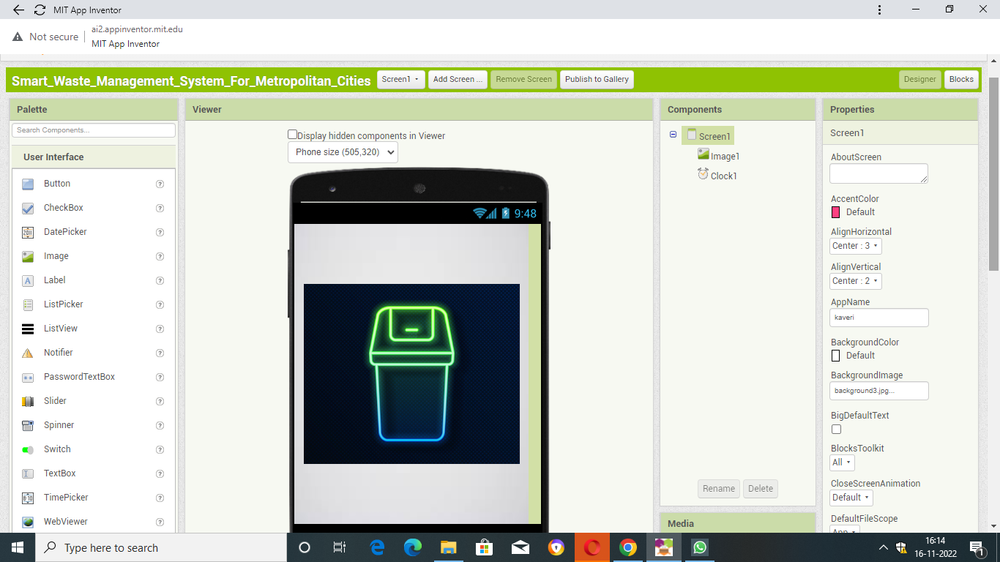 MIT App Inventor
Not secure
ai2.appinventor.mit.edu
MIT App Inventor
Smart_Waste_Management_System_For_Metropolitan_Cities
Screen1
Add Screen ...
Remove Screen
Publish to Gallery
Designer
Blocks
Palette
Search Components...
User Interface
Button
CheckBox
DatePicker
Image
Label
ListPicker
ListView
Notifier
PasswordTextBox
Slider
Spinner
Switch
TextBox
TimePicker
WebViewer
Viewer
Display hidden components in Viewer
Phone size (505,320)
9:48
Components
Screen1
Image1
Clock1
Rename
Delete
Media
Properties
Screen1
AboutScreen
AccentColor
Default
AlignHorizontal
Center : 3
AlignVertical
Center : 2
AppName
kaveri
BackgroundColor
Default
BackgroundImage
background3.jpg...
BigDefaultText
BlocksToolkit
All
CloseScreenAnimation
Default
DefaultFileScope
App
Type here to search
16:14
16-11-2022
1